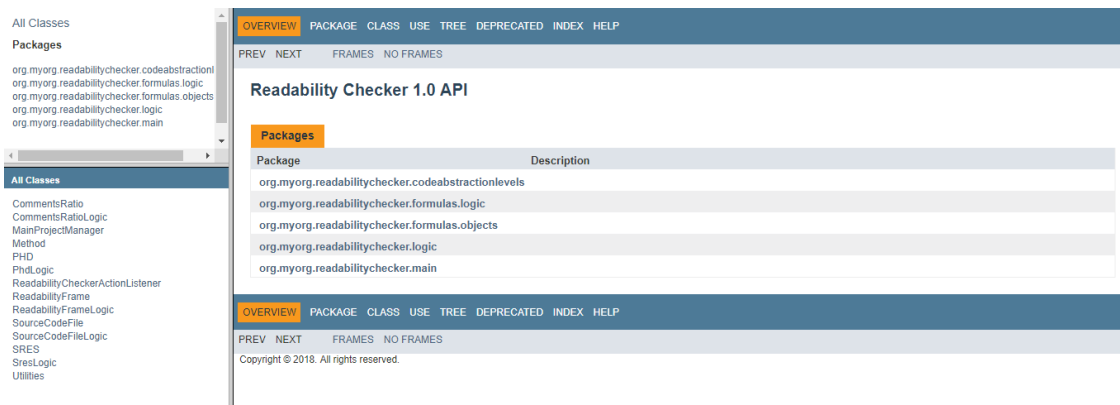 All Classes
Packages
org.myorg.readabilitychecker.codeabstractionl
org.myorg.readabilitychecker.formulas.logic
org.myorg.readabilitychecker.formulas.objects
org.myorg.readabilitychecker.logic
org.myorg.readabilitychecker.main
All Classes
CommentsRatio
CommentsRatioLogic
MainProjectManager
Method
PHD
PhdLogic
ReadabilityCheckerActionListener
ReadabilityFrame
ReadabilityFrameLogic
SourceCodeFile
SourceCodeFileLogic
SRES
SresLogic
Utilities
OVERVIEW PACKAGE CLASS USE TREE DEPRECATED INDEX HELP
PREV NEXT FRAMES NO FRAMES
Readability Checker 1.0 API
Packages
Package Description
org.myorg.readabilitychecker.codeabstractionlevels
org.myorg.readabilitychecker.formulas.logic
org.myorg.readabilitychecker.formulas.objects
org.myorg.readabilitychecker.logic
org.myorg.readabilitychecker.main
OVERVIEW PACKAGE CLASS USE TREE DEPRECATED INDEX HELP
PREV NEXT FRAMES NO FRAMES
Copyright © 2018. All rights reserved.